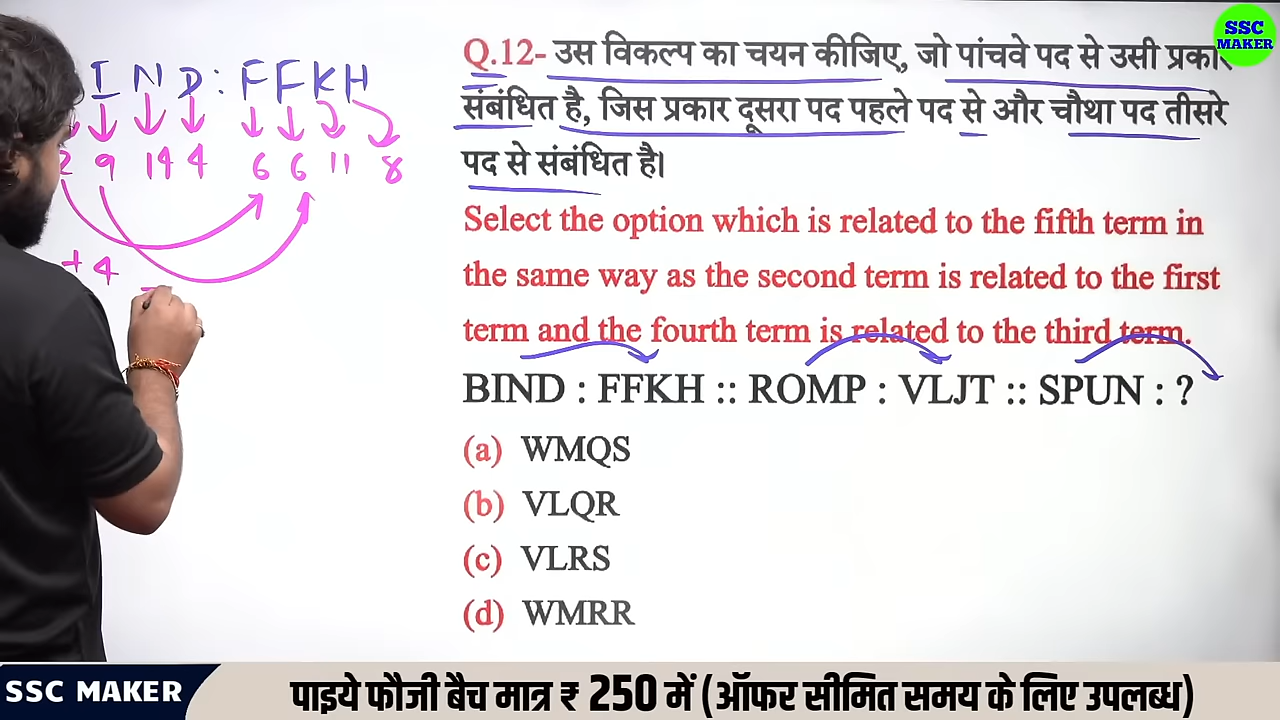 SSC
MAKER
I N D : F F K H
2 9 14 4 6 6 11 8
+4
Q.12- उस विकल्प का चयन कीजिए, जो पांचवे पद से उसी प्रकार
संबंधित है, जिस प्रकार दूसरा पद पहले पद से और चौथा पद तीसरे
पद से संबंधित है।
Select the option which is related to the fifth term in
the same way as the second term is related to the first
term and the fourth term is related to the third term.
BIND : FFKH :: ROMP : VLJT :: SPUN : ?
(a) WMQS
(b) VLQR
(c) VLRS
(d) WMRR
SSC MAKER
पाइये फौजी बैच मात्र ₹ 250 में (ऑफर सीमित समय के लिए उपलब्ध)